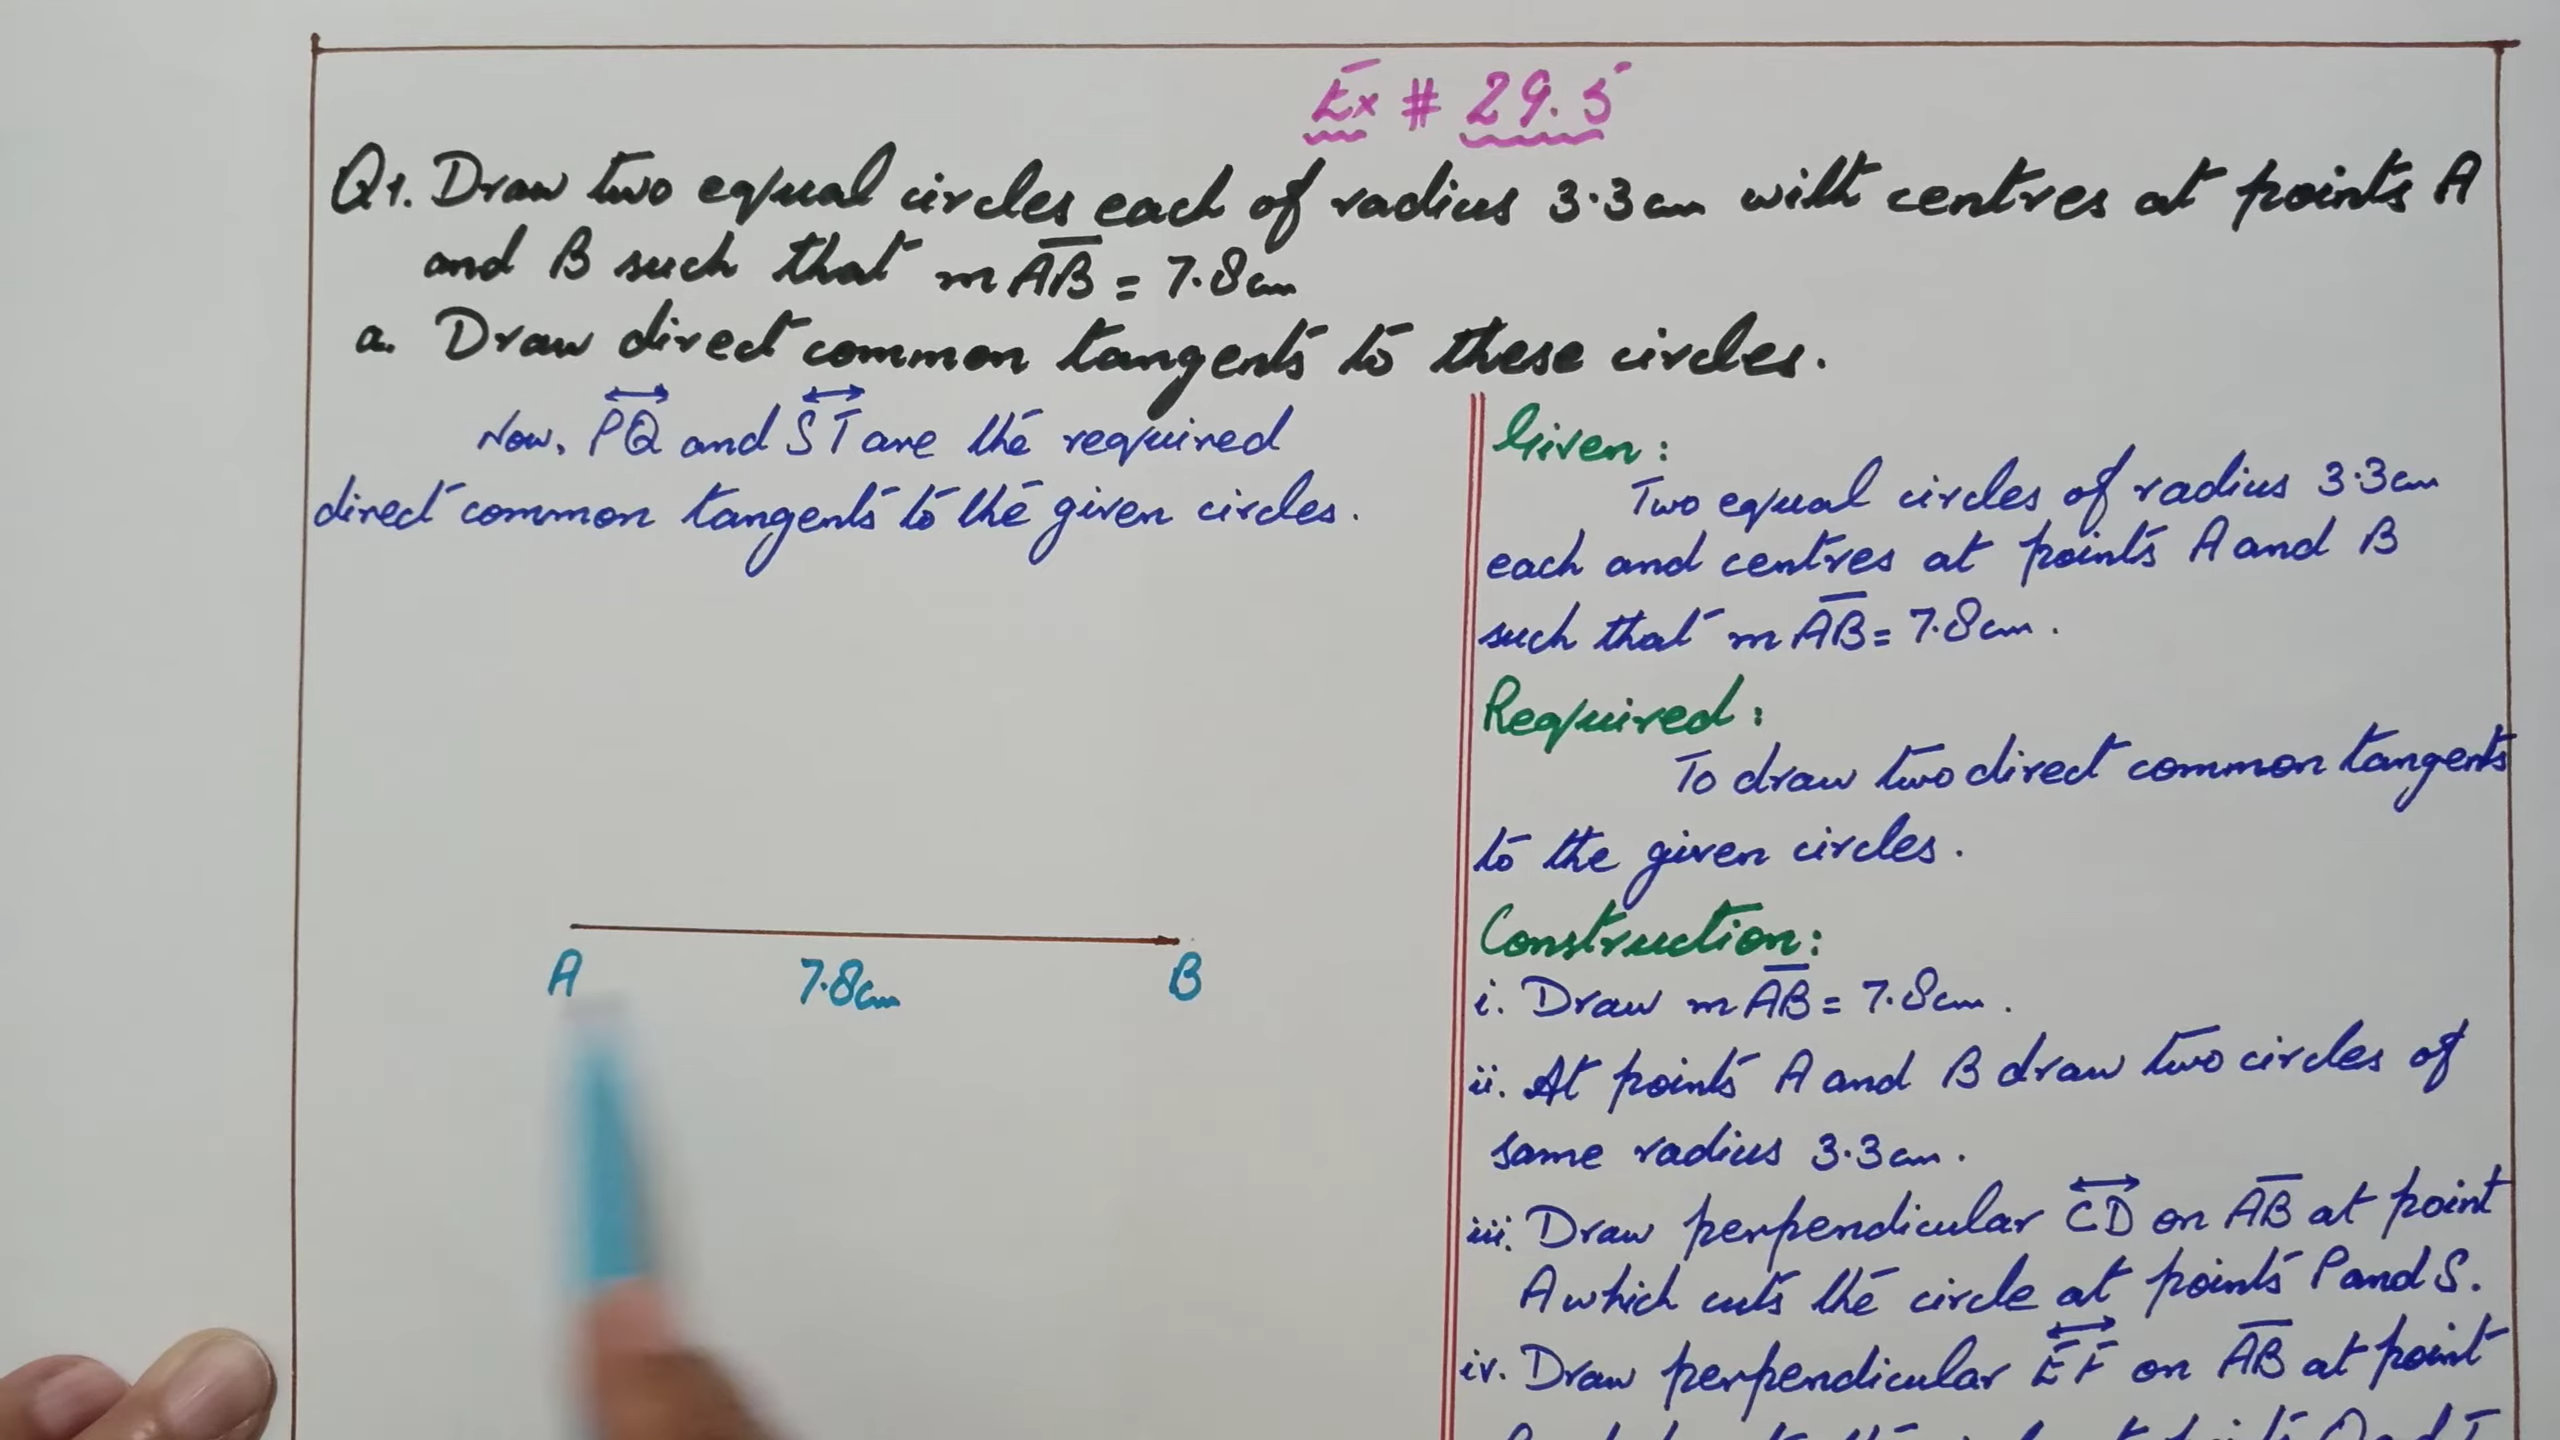 Ex # 29.5
Q1. Draw two equal circles each of radius 3.3cm with centres at points A
and B such that mAB = 7.8cm
a. Draw direct common tangents to these circles.
Now, PQ and ST are the required
direct common tangents to the given circles.
A 7.8cm B
Given:
Two equal circles of radius 3.3cm
each and centres at points A and B
such that mAB = 7.8cm.
Required:
To draw two direct common tangents
to the given circles.
Construction:
i. Draw mAB = 7.8cm.
ii. At points A and B draw two circles of
same radius 3.3cm.
iii. Draw perpendicular CD on AB at point
A which cuts the circle at points P and S.
iv. Draw perpendicular EF on AB at point